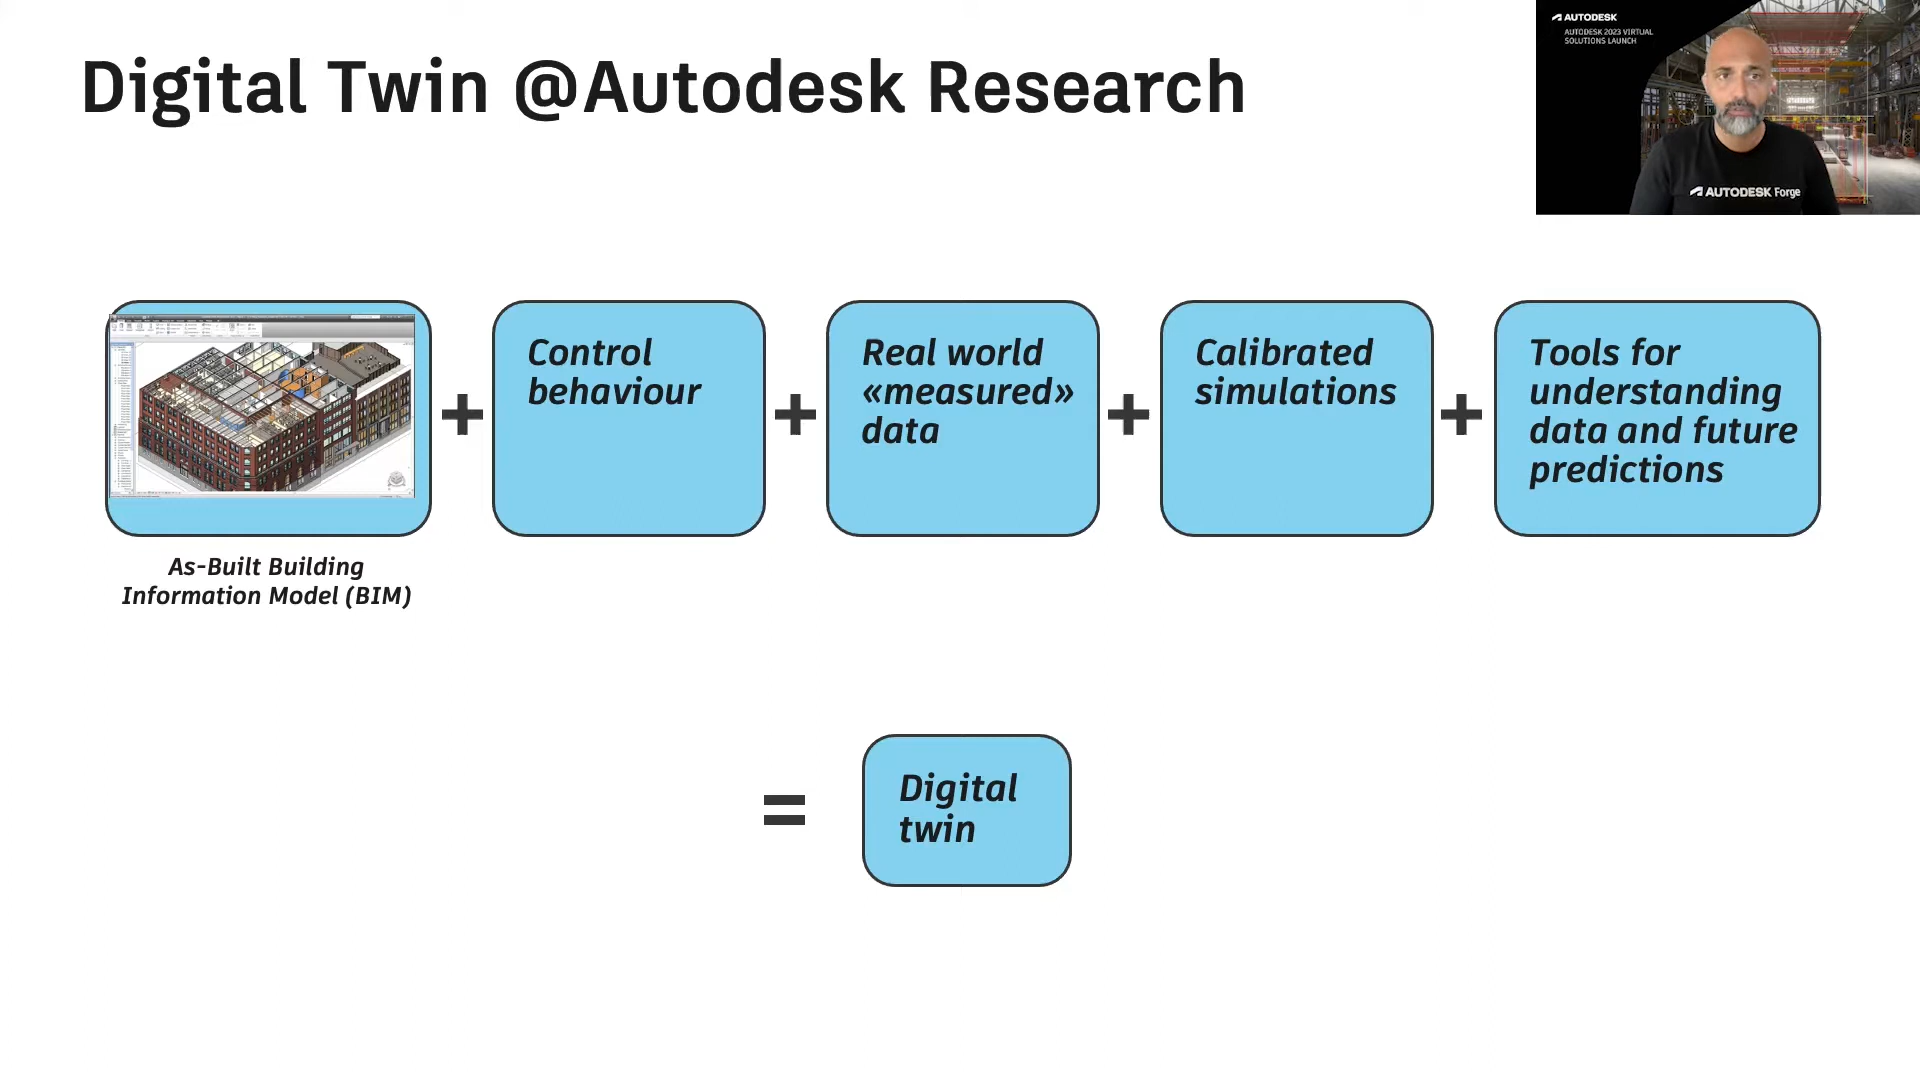 Digital Twin @Autodesk Research
AUTODESK
AUTODESK 2023 VIRTUAL
SOLUTIONS LAUNCH
AUTODESK Forge
Control
behaviour
Real world
«measured»
data
Calibrated
simulations
Tools for
understanding
data and future
predictions
+
+
+
+
As-Built Building
Information Model (BIM)
=
Digital
twin